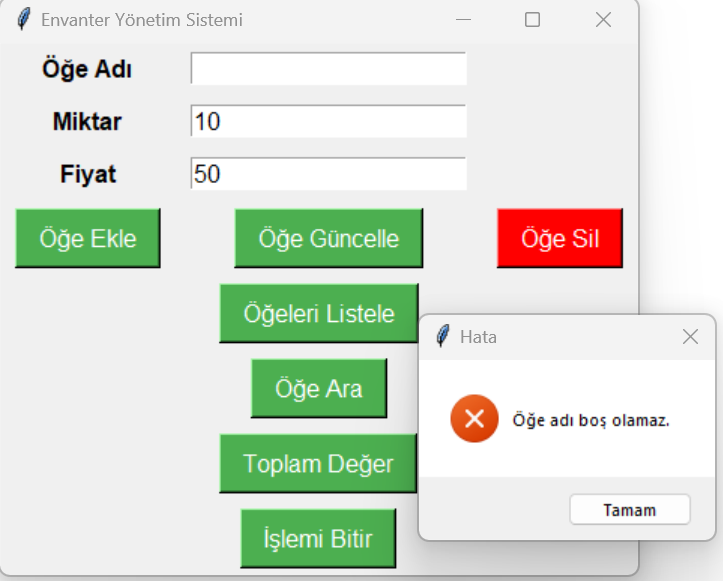 Envanter Yönetim Sistemi
Öğe Adı
Miktar 10
Fiyat 50
Öğe Ekle Öğe Güncelle Öğe Sil
Öğeleri Listele
Öğe Ara
Toplam Değer
İşlemi Bitir
Hata
Öğe adı boş olamaz.
Tamam